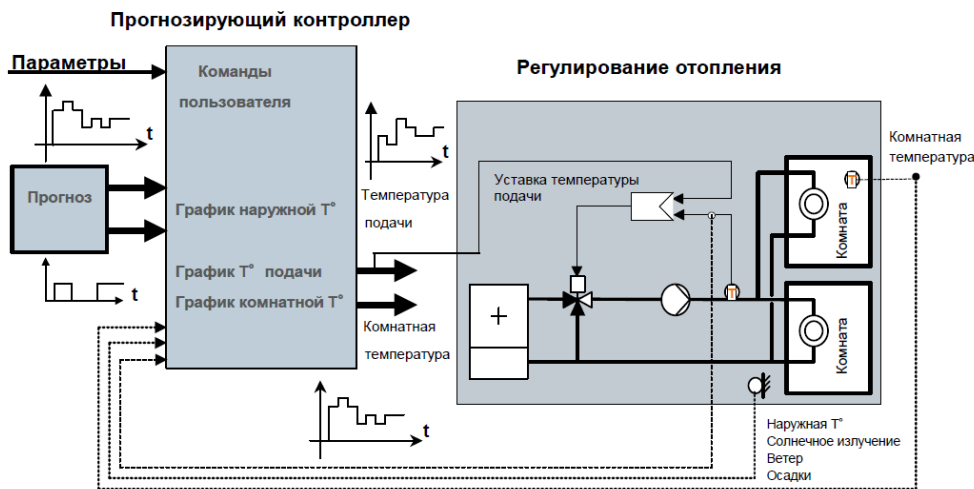 Прогнозирующий контроллер
Параметры
Команды
пользователя
Регулирование отопления
t
t
Комнатная
температура
Прогноз
График наружной Т°
Температура
подачи
Уставка температуры
подачи
T
Комната
График Т° подачи
График комнатной Т°
t
Комнатная
температура
+
T
Комната
t
Наружная Т°
Солнечное излучение
Ветер
Осадки